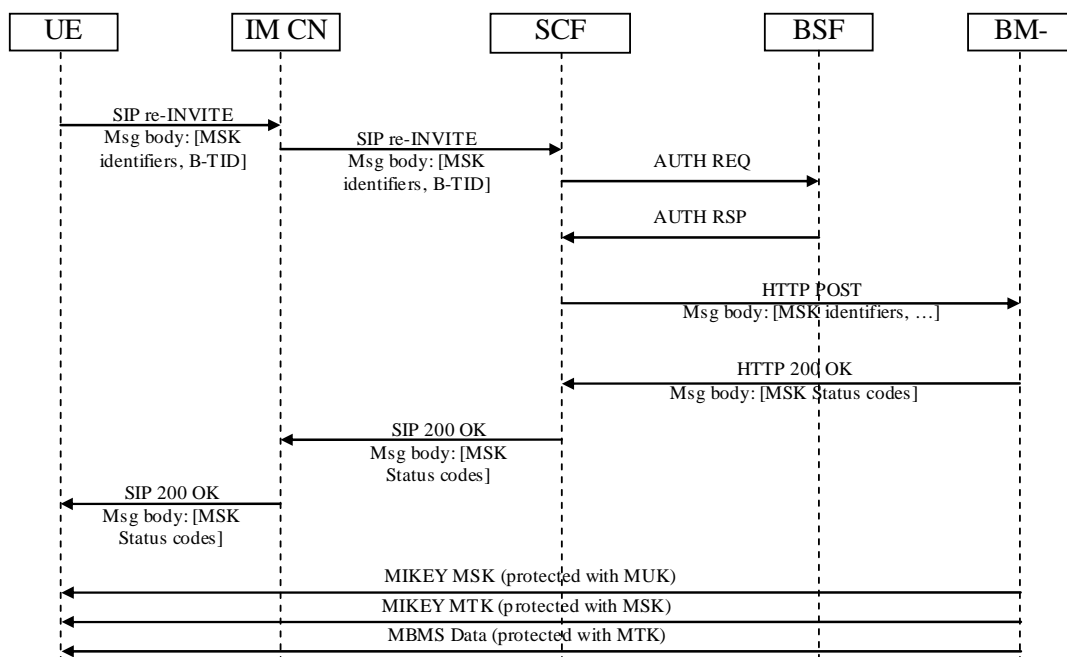 UE
IM CN
SCF
BSF
BM-
SIP re-INVITE
Msg body: [MSK
identifiers, B-TID]
SIP re-INVITE
Msg body: [MSK
identifiers, B-TID]
AUTH REQ
AUTH RSP
HTTP POST
Msg body: [MSK identifiers, …]
HTTP 200 OK
Msg body: [MSK Status codes]
SIP 200 OK
Msg body: [MSK
Status codes]
SIP 200 OK
Msg body: [MSK
Status codes]
MIKEY MSK (protected with MUK)
MIKEY MTK (protected with MSK)
MBMS Data (protected with MTK)